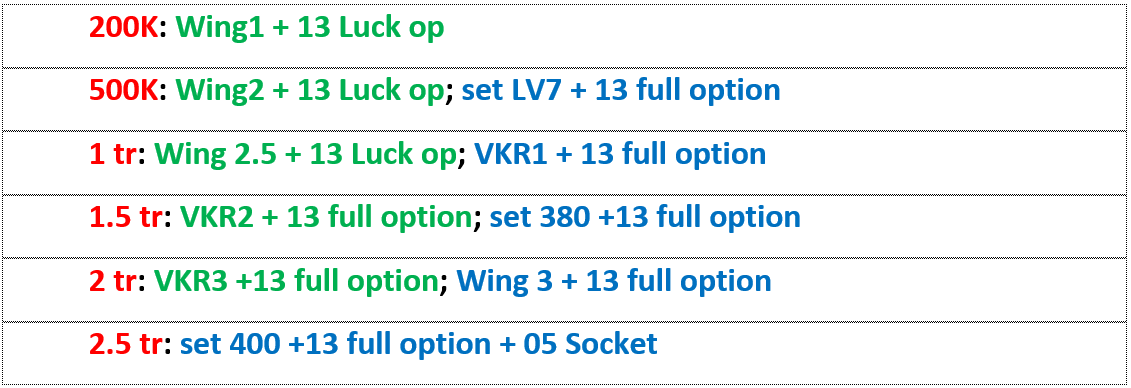 200K: Wing1 + 13 Luck op
500K: Wing2 + 13 Luck op; set LV7 + 13 full option
1 tr: Wing 2.5 + 13 Luck op; VKR1 + 13 full option
1.5 tr: VKR2 + 13 full option; set 380 +13 full option
2 tr: VKR3 +13 full option; Wing 3 + 13 full option
2.5 tr: set 400 +13 full option + 05 Socket